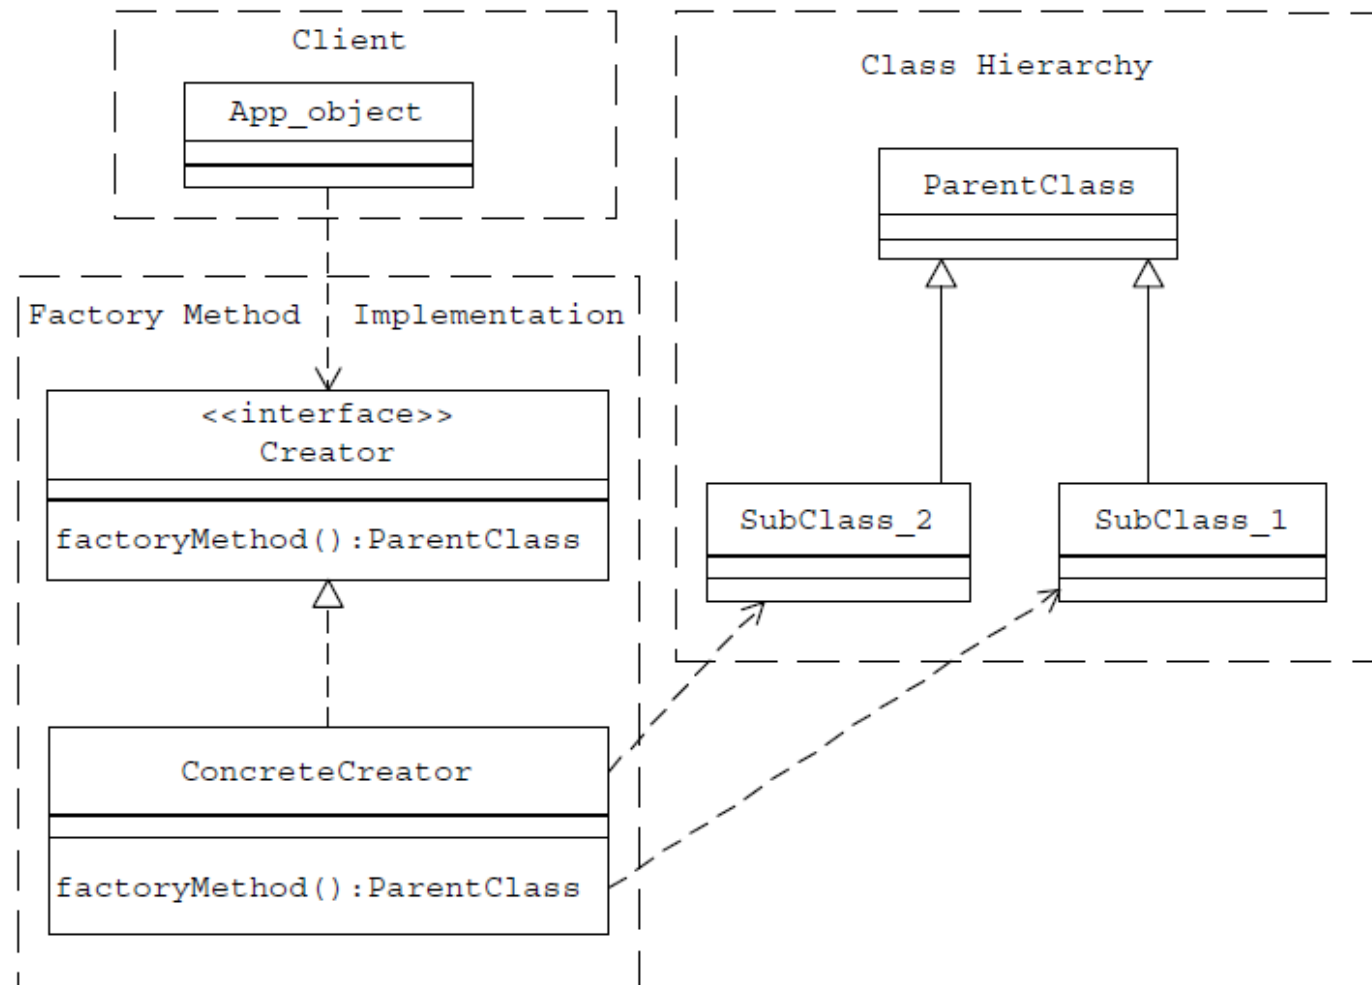 Client
App_object
Class Hierarchy
ParentClass
Factory Method Implementation
<<interface>>
Creator
factoryMethod():ParentClass
SubClass_2
SubClass_1
ConcreteCreator
factoryMethod():ParentClass